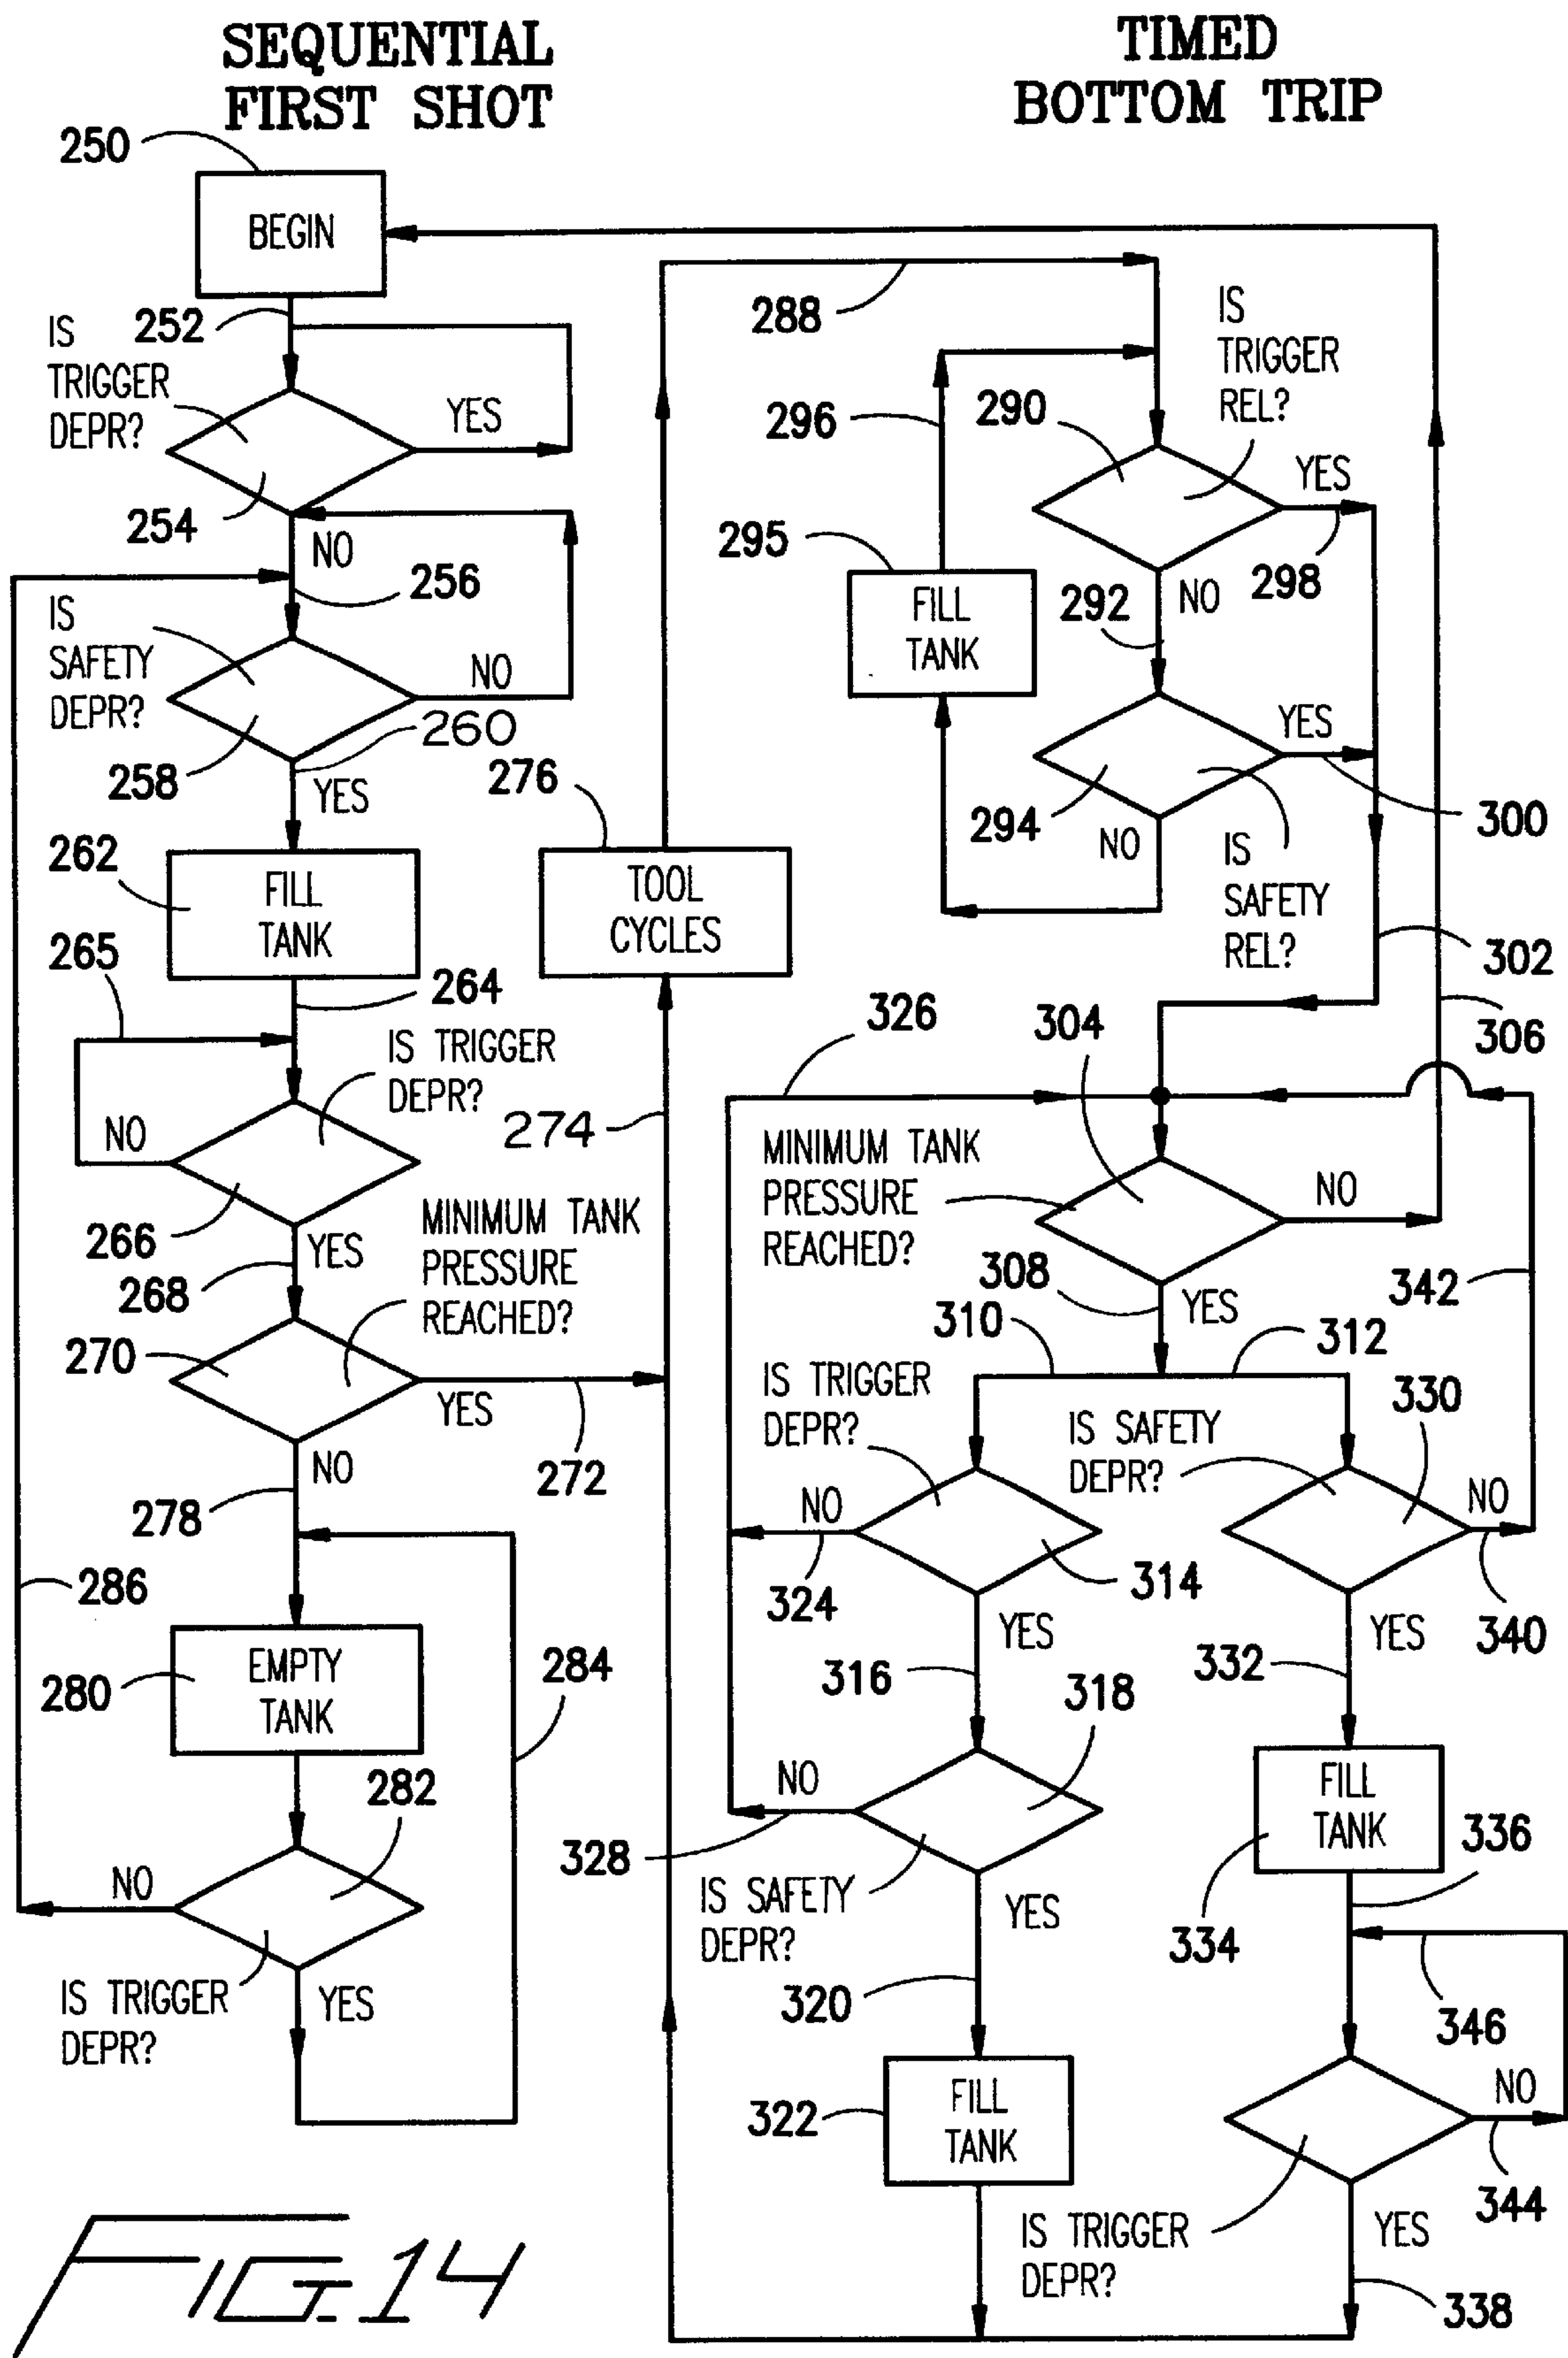 SEQUENTIAL
FIRST SHOT
TIMED
BOTTOM TRIP
250
BEGIN
252
IS
TRIGGER
DEPR?
YES
254
NO
256
IS
SAFETY
DEPR?
NO
258
260
YES
262
FILL
TANK
265
264
IS TRIGGER
DEPR?
NO
266
YES
268
MINIMUM TANK
PRESSURE
REACHED?
270
YES
272
NO
278
286
280
EMPTY
TANK
284
282
NO
IS TRIGGER
DEPR?
YES
276
TOOL
CYCLES
274
288
IS
TRIGGER
REL?
296
290
YES
295
FILL
TANK
292
NO
298
YES
294
NO
300
IS
SAFETY
REL?
302
306
326
304
MINIMUM TANK
PRESSURE
REACHED?
NO
308
YES
342
310
312
IS TRIGGER
DEPR?
IS SAFETY
DEPR?
330
NO
324
314
NO
340
YES
YES
316
332
318
NO
328
IS SAFETY
DEPR?
YES
FILL
TANK
336
334
320
346
322
FILL
TANK
NO
344
IS TRIGGER
DEPR?
YES
338
FIG. 14